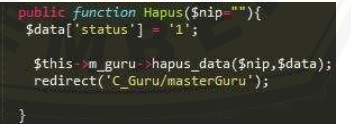 public function Hapus($nip=""){
$data['status'] = '1';
$this->m_guru->hapus_data($nip,$data);
redirect('C_Guru/masterGuru');
}